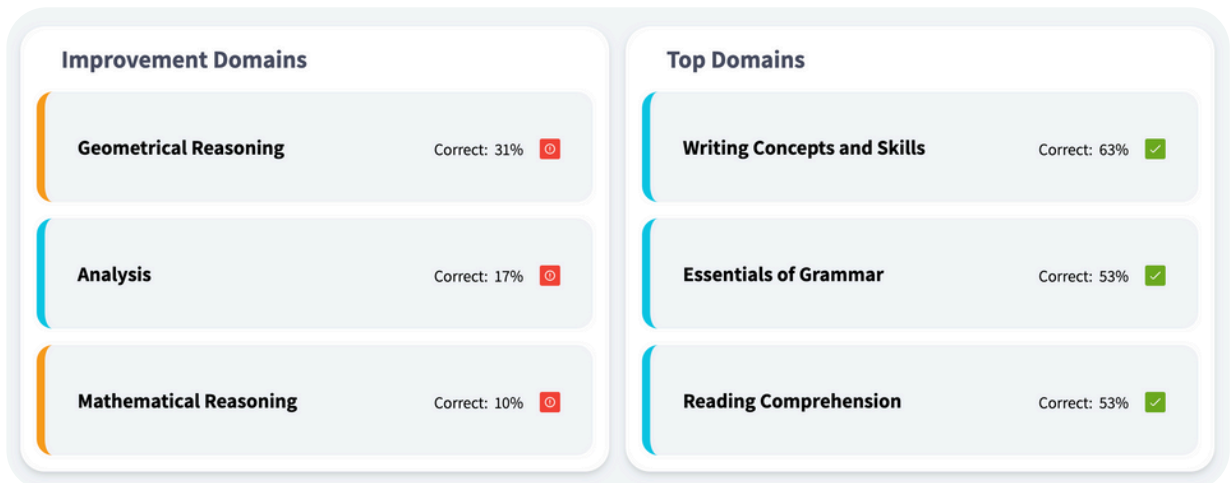 Improvement Domains
Geometrical Reasoning Correct: 31%
Analysis Correct: 17%
Mathematical Reasoning Correct: 10%
Top Domains
Writing Concepts and Skills Correct: 63%
Essentials of Grammar Correct: 53%
Reading Comprehension Correct: 53%